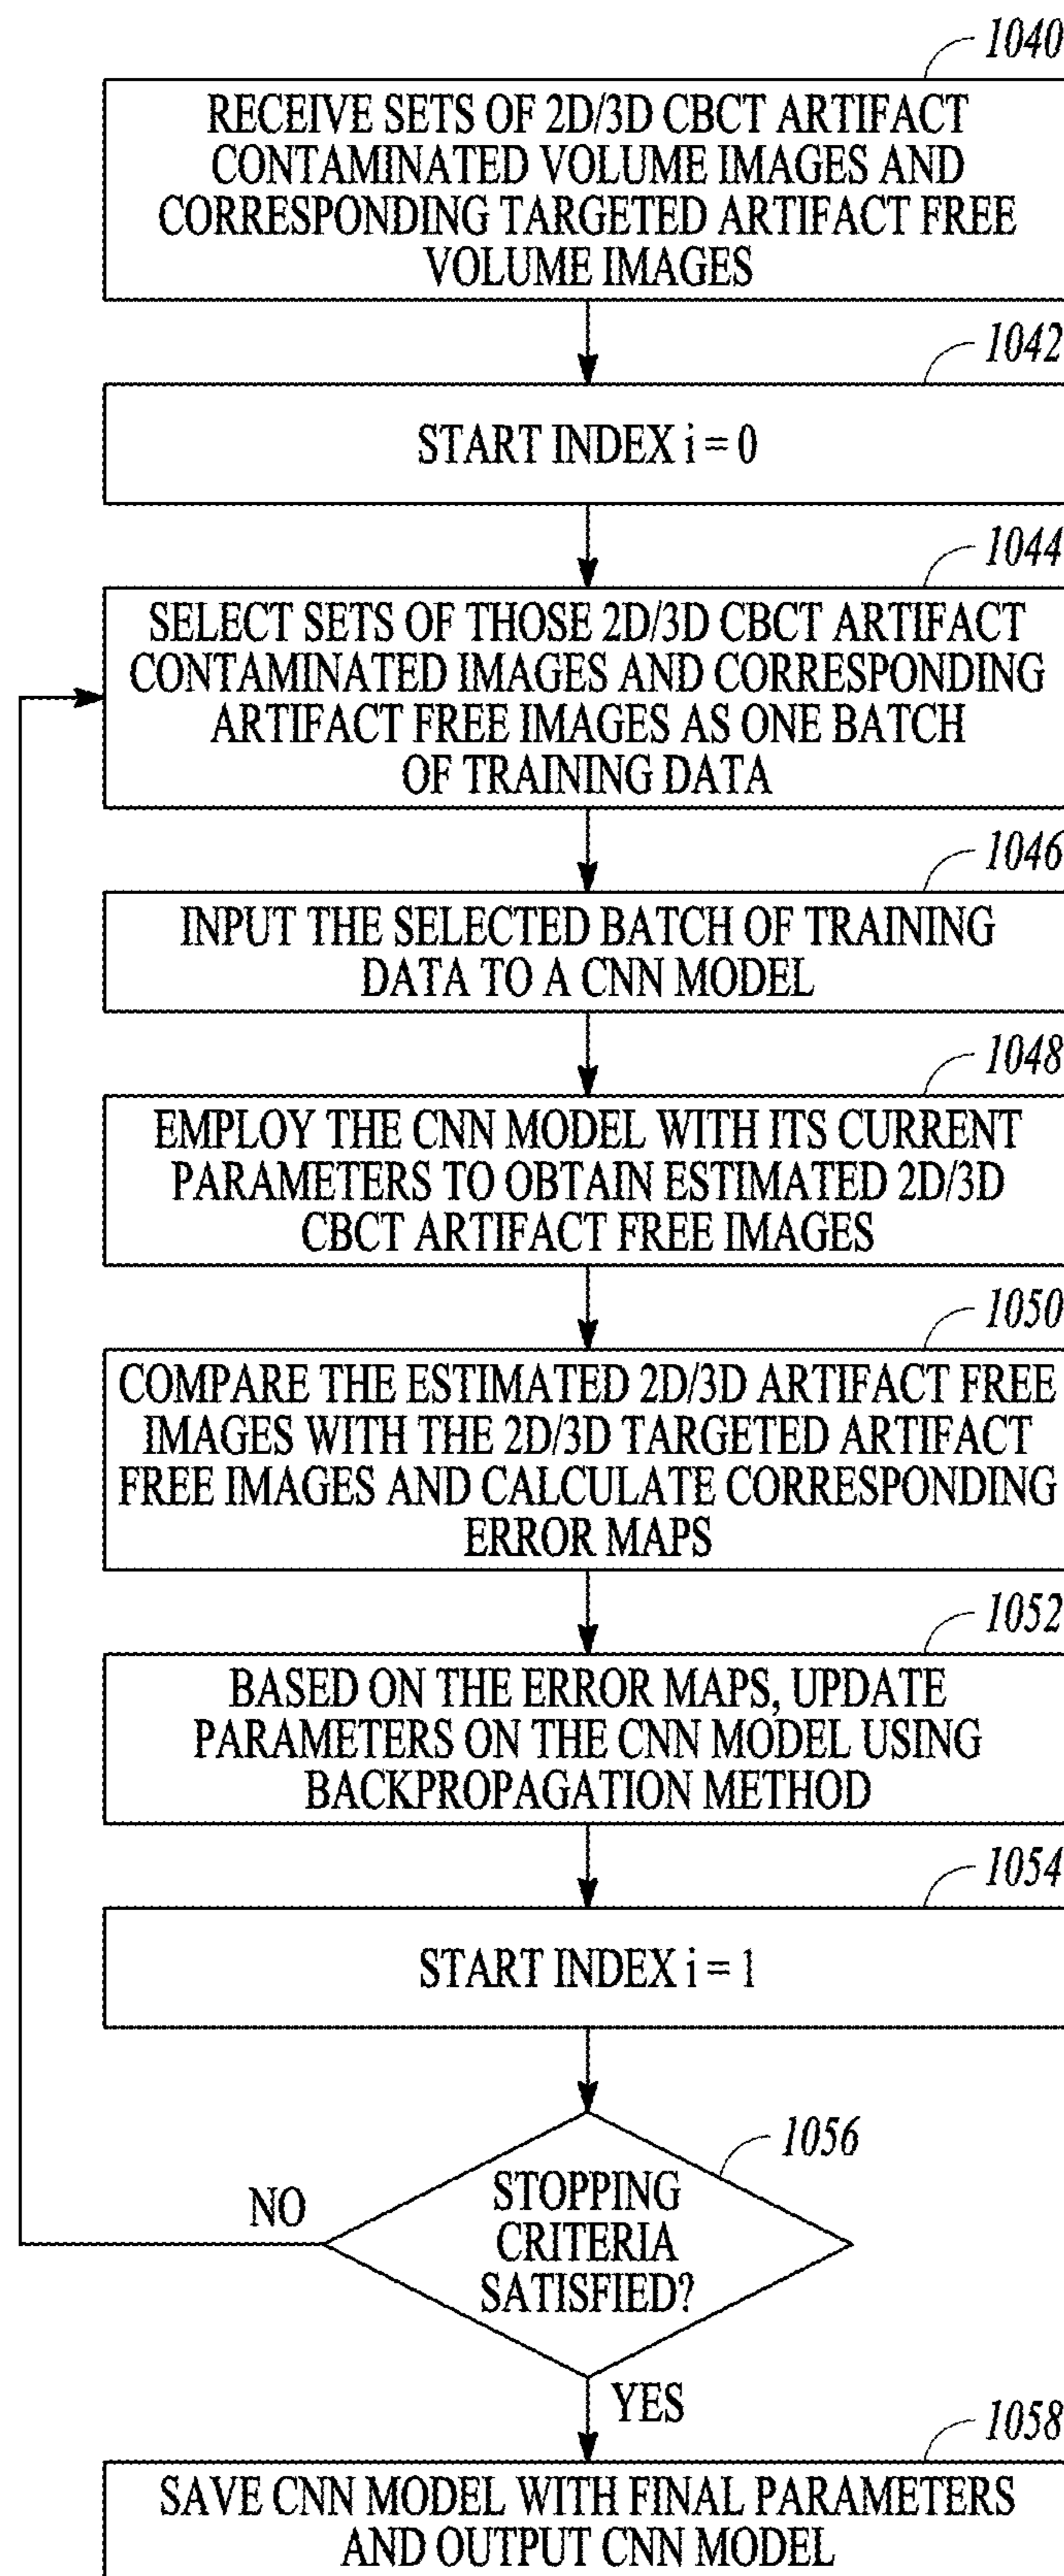 1040
RECEIVE SETS OF 2D/3D CBCT ARTIFACT
CONTAMINATED VOLUME IMAGES AND
CORRESPONDING TARGETED ARTIFACT FREE
VOLUME IMAGES
1042
START INDEX i = 0
1044
SELECT SETS OF THOSE 2D/3D CBCT ARTIFACT
CONTAMINATED IMAGES AND CORRESPONDING
ARTIFACT FREE IMAGES AS ONE BATCH
OF TRAINING DATA
1046
INPUT THE SELECTED BATCH OF TRAINING
DATA TO A CNN MODEL
1048
EMPLOY THE CNN MODEL WITH ITS CURRENT
PARAMETERS TO OBTAIN ESTIMATED 2D/3D
CBCT ARTIFACT FREE IMAGES
1050
COMPARE THE ESTIMATED 2D/3D ARTIFACT FREE
IMAGES WITH THE 2D/3D TARGETED ARTIFACT
FREE IMAGES AND CALCULATE CORRESPONDING
ERROR MAPS
1052
BASED ON THE ERROR MAPS, UPDATE
PARAMETERS ON THE CNN MODEL USING
BACKPROPAGATION METHOD
1054
START INDEX i = 1
1056
STOPPING
CRITERIA
SATISFIED?
NO
YES
1058
SAVE CNN MODEL WITH FINAL PARAMETERS
AND OUTPUT CNN MODEL